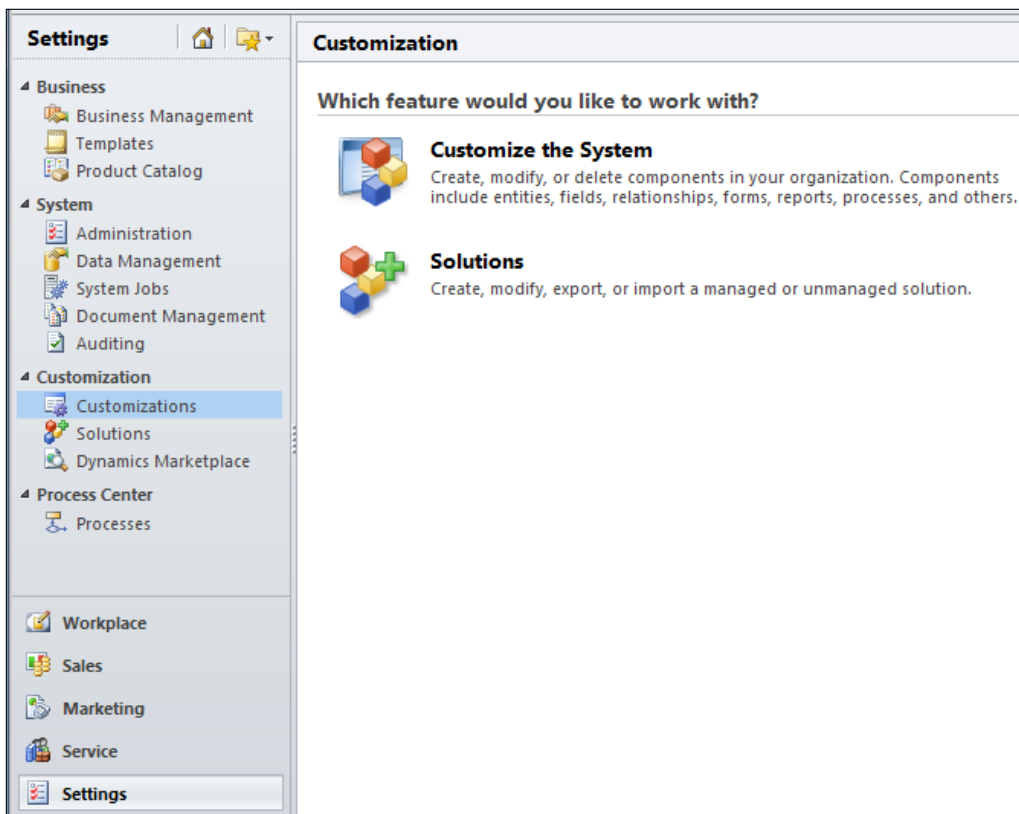 Settings
Business
Business Management
Templates
Product Catalog
System
Administration
Data Management
System Jobs
Document Management
Auditing
Customization
Customizations
Solutions
Dynamics Marketplace
Process Center
Processes
Workplace
Sales
Marketing
Service
Settings
Customization
Which feature would you like to work with?
Customize the System
Create, modify, or delete components in your organization. Components
include entities, fields, relationships, forms, reports, processes, and others.
Solutions
Create, modify, export, or import a managed or unmanaged solution.